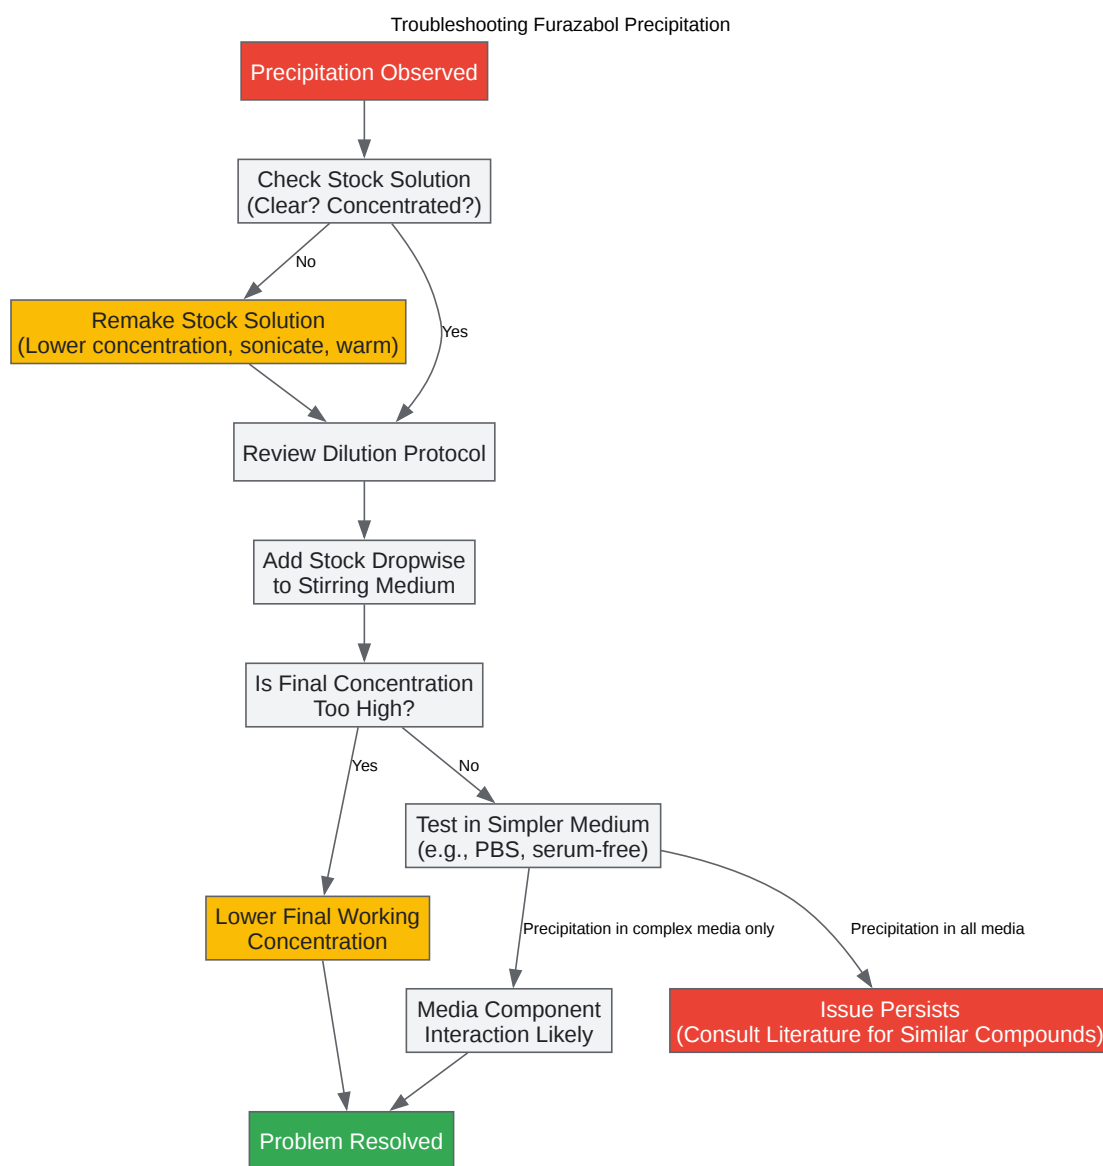 Troubleshooting Furazabol Precipitation
Precipitation Observed
Check Stock Solution
(Clear? Concentrated?)
No
Yes
Remake Stock Solution
(Lower concentration, sonicate, warm)
Review Dilution Protocol
Add Stock Dropwise
to Stirring Medium
Is Final Concentration
Too High?
Yes
No
Test in Simpler Medium
(e.g., PBS, serum-free)
Lower Final Working
Concentration
Precipitation in complex media only
Precipitation in all media
Media Component
Interaction Likely
Issue Persists
(Consult Literature for Similar Compounds)
Problem Resolved